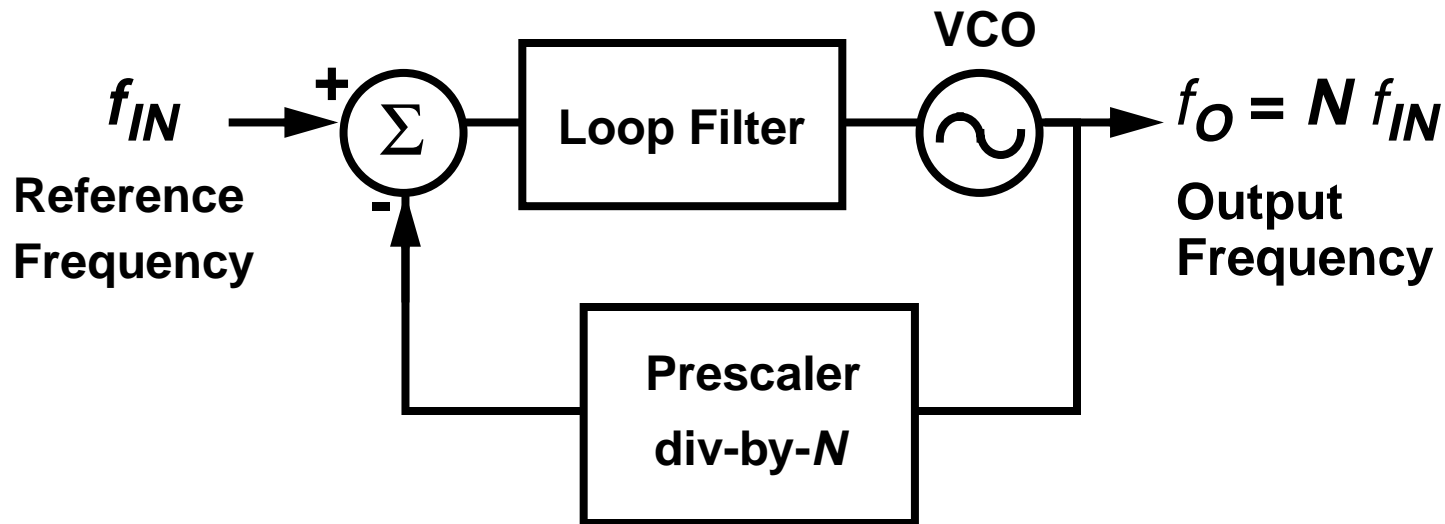 VCO
f_IN
+
Σ
Loop Filter
f_O = N f_IN
-
Reference
Frequency
Output
Frequency
Prescaler
div-by-N